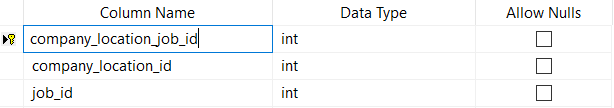 Column Name Data Type Allow Nulls
company_location_job_id int
company_location_id int
job_id int